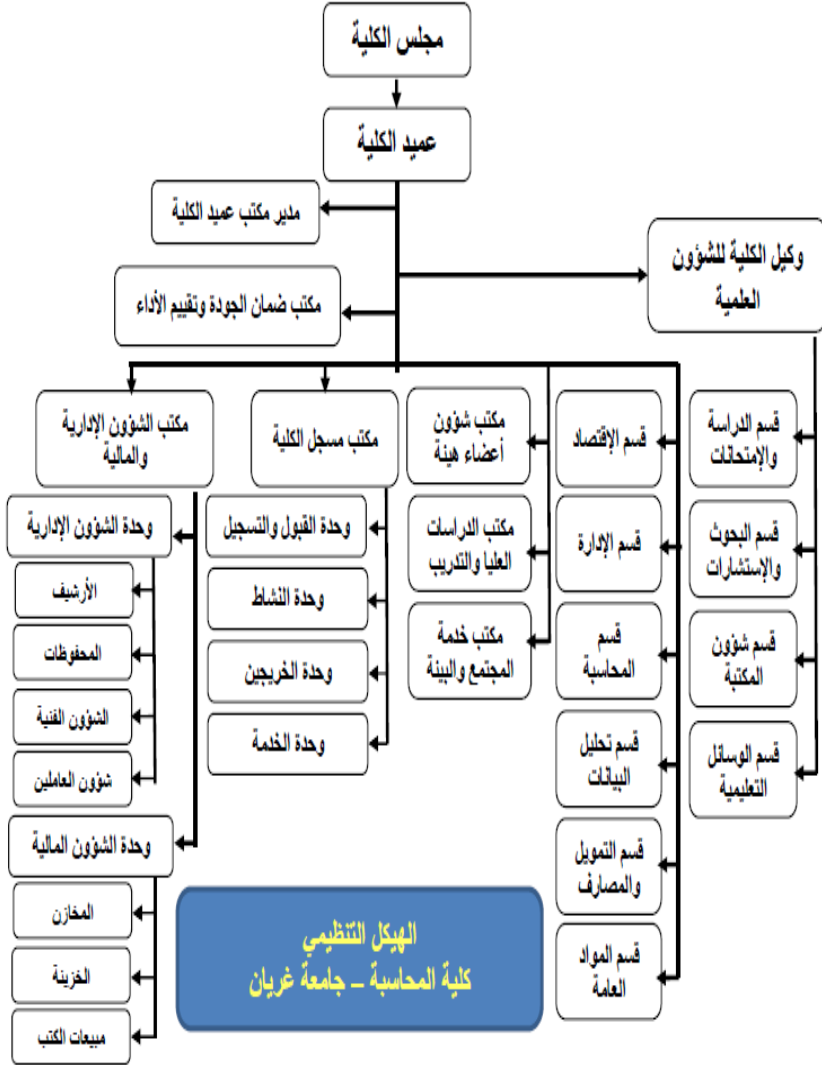 مجلس الكلية
عميد الكلية
مدير مكتب عميد الكلية
وكيل الكلية للشؤون
العلمية
مكتب ضمان الجودة وتقييم الأداء
قسم الدراسة
والإمتحانات
قسم البحوث
والإستشارات
قسم شؤون
المكتبة
قسم الوسائل
التعليمية
قسم الإقتصاد
قسم الإدارة
قسم
المحاسبة
قسم تحليل
البيانات
قسم التمويل
والمصارف
قسم المواد
العامة
مكتب شؤون
أعضاء هيئة
مكتب الدراسات
العليا والتدريب
مكتب خدمة
المجتمع والبيئة
مكتب مسجل الكلية
وحدة القبول والتسجيل
وحدة النشاط
وحدة الخريجين
وحدة الخدمة
مكتب الشؤون الإدارية
والمالية
وحدة الشؤون الإدارية
الأرشيف
المحفوظات
الشؤون الفنية
شؤون العاملين
وحدة الشؤون المالية
المخازن
الخزينة
مبيعات الكتب
الهيكل التنظيمي
كلية المحاسبة – جامعة غريان